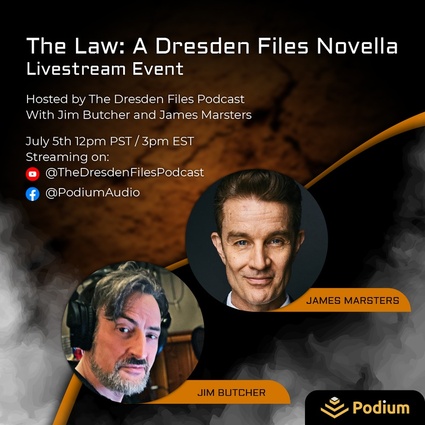 The Law: A Dresden Files Novella
Livestream Event
Hosted by The Dresden Files Podcast
With Jim Butcher and James Marsters
July 5th 12pm PST / 3pm EST
Streaming on:
@TheDresdenFilesPodcast
@PodiumAudio
JAMES MARSTERS
JIM BUTCHER
Podium